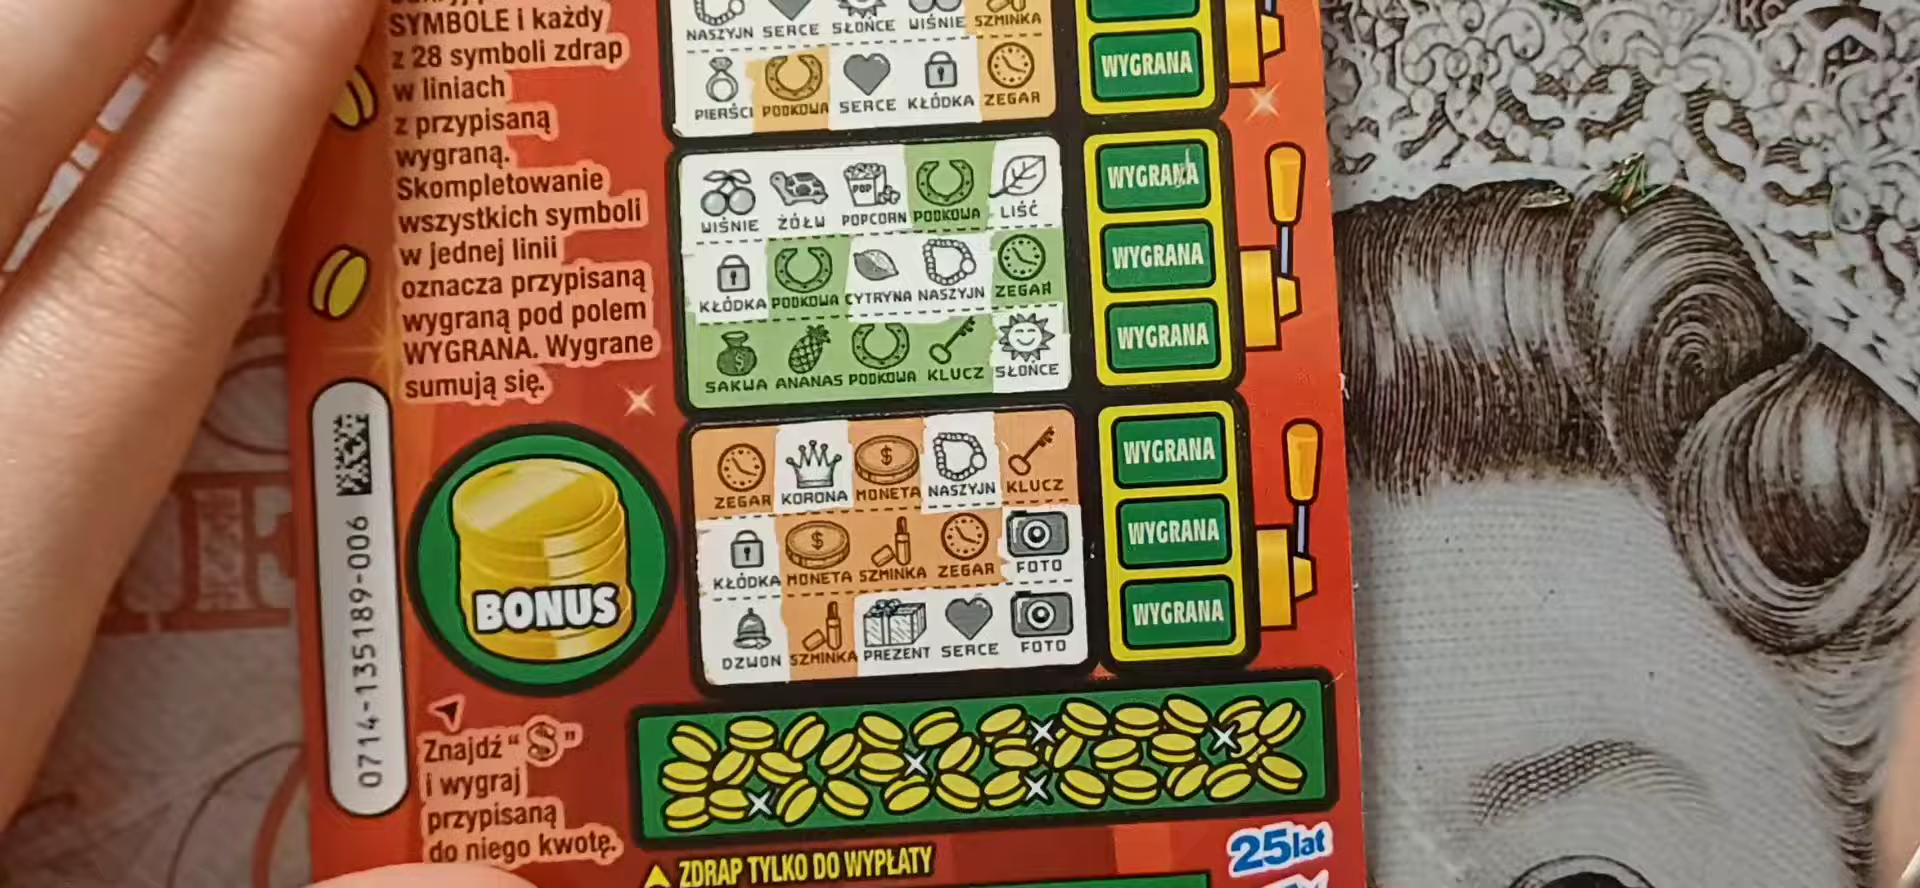 SYMBOLE i każdy
z 28 symboli zdrap
w liniach
z przypisaną
wygraną.
Skompletowanie
wszystkich symboli
w jednej linii
oznacza przypisaną
wygraną pod polem
WYGRANA. Wygrane
sumują się.
NASZYJN SERCE SŁOŃCE WIŚNIE SZMINKA
PIERŚCI PODKOWA SERCE KŁÓDKA ZEGAR
WYGRANA
WIŚNIE ŻÓŁW POPCORN PODKOWA LIŚĆ
POP
KŁÓDKA PODKOWA CYTRYNA NASZYJN ZEGAR
SAKWA ANANAS PODKOWA KLUCZ SŁOŃCE
WYGRANA
WYGRANA
WYGRANA
ZEGAR KORONA MONETA NASZYJN KLUCZ
KŁÓDKA MONETA SZMINKA ZEGAR FOTO
DZWON SZMINKA PREZENT SERCE FOTO
WYGRANA
WYGRANA
WYGRANA
0714-135189-006
BONUS
Znajdź "$"
i wygraj
przypisaną
do niego kwotę.
ZDRAP TYLKO DO WYPŁATY
25lat